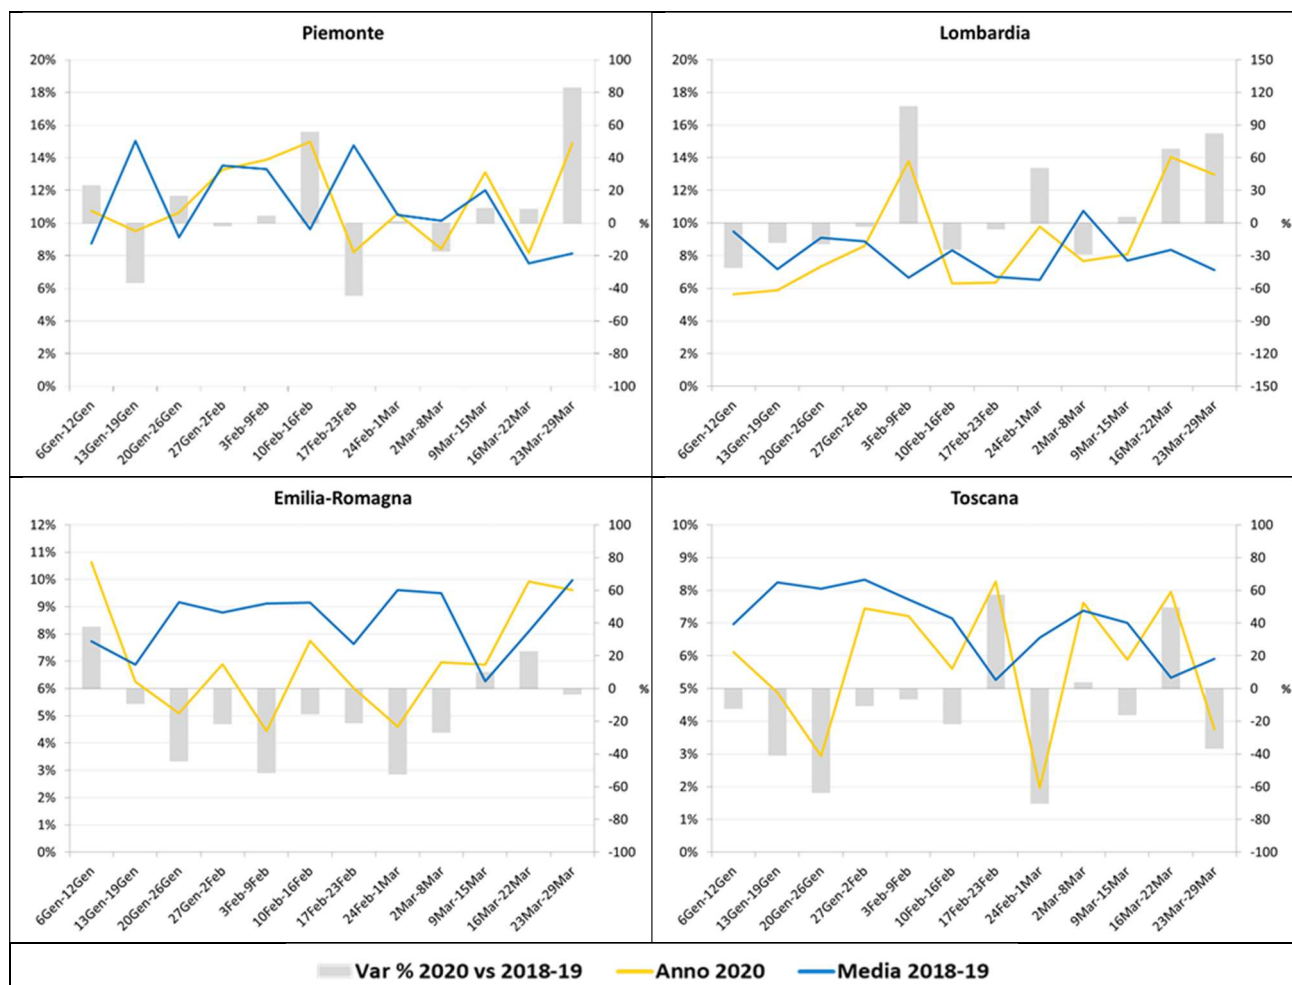 Piemonte
20%
18%
16%
14%
12%
10%
8%
6%
4%
2%
0%
100
80
60
40
20
0
-20
-40
-60
-80
-100
%
6Gen-12Gen
13Gen-19Gen
20Gen-26Gen
27Gen-2Feb
3Feb-9Feb
10Feb-16Feb
17Feb-23Feb
24Feb-1Mar
2Mar-8Mar
9Mar-15Mar
16Mar-22Mar
23Mar-29Mar
Lombardia
20%
18%
16%
14%
12%
10%
8%
6%
4%
2%
0%
150
120
90
60
30
0
-30
-60
-90
-120
-150
%
6Gen-12Gen
13Gen-19Gen
20Gen-26Gen
27Gen-2Feb
3Feb-9Feb
10Feb-16Feb
17Feb-23Feb
24Feb-1Mar
2Mar-8Mar
9Mar-15Mar
16Mar-22Mar
23Mar-29Mar
Emilia-Romagna
12%
11%
10%
9%
8%
7%
6%
5%
4%
3%
2%
1%
0%
100
80
60
40
20
0
-20
-40
-60
-80
-100
%
6Gen-12Gen
13Gen-19Gen
20Gen-26Gen
27Gen-2Feb
3Feb-9Feb
10Feb-16Feb
17Feb-23Feb
24Feb-1Mar
2Mar-8Mar
9Mar-15Mar
16Mar-22Mar
23Mar-29Mar
Toscana
10%
9%
8%
7%
6%
5%
4%
3%
2%
1%
0%
100
80
60
40
20
0
-20
-40
-60
-80
-100
%
6Gen-12Gen
13Gen-19Gen
20Gen-26Gen
27Gen-2Feb
3Feb-9Feb
10Feb-16Feb
17Feb-23Feb
24Feb-1Mar
2Mar-8Mar
9Mar-15Mar
16Mar-22Mar
23Mar-29Mar
Var % 2020 vs 2018-19 Anno 2020 Media 2018-19